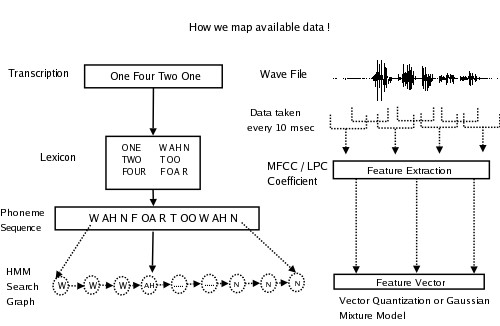 How we map available data !
Transcription
One Four Two One
Wave File
Data taken
every 10 msec
Lexicon
ONE WAHN
TWO TOO
FOUR FOAR
MFCC / LPC
Coefficient
Feature Extraction
Phoneme
Sequence
W AH N F OA R T OO W AH N
HMM
Search
Graph
W W W AH ..... ..... N N N
Feature Vector
Vector Quantization or Gaussian
Mixture Model